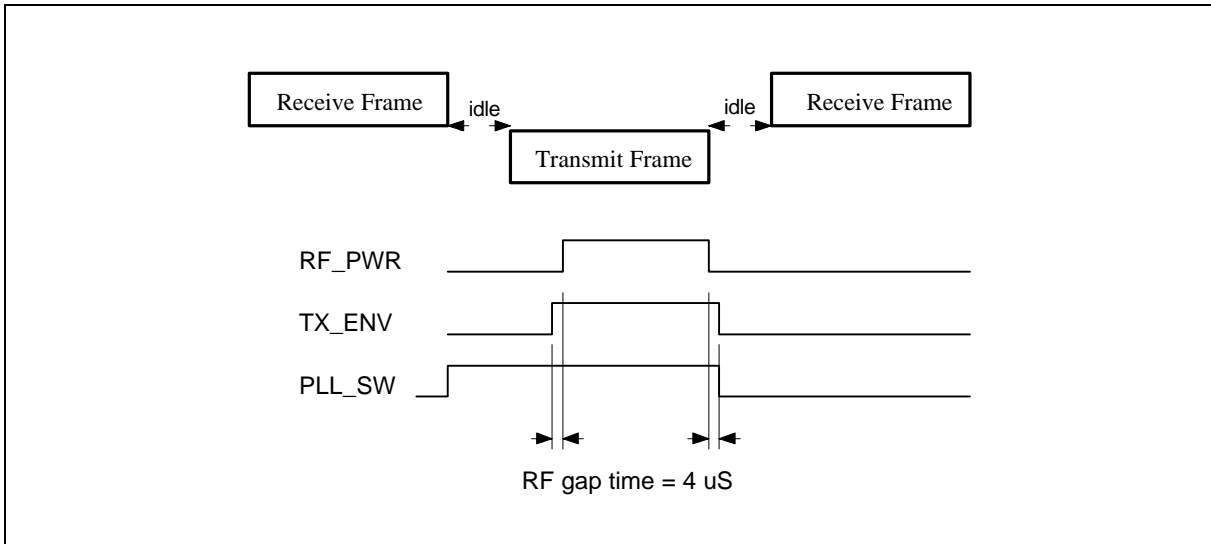 Receive Frame
idle
Transmit Frame
idle
Receive Frame
RF_PWR
TX_ENV
PLL_SW
RF gap time = 4 uS